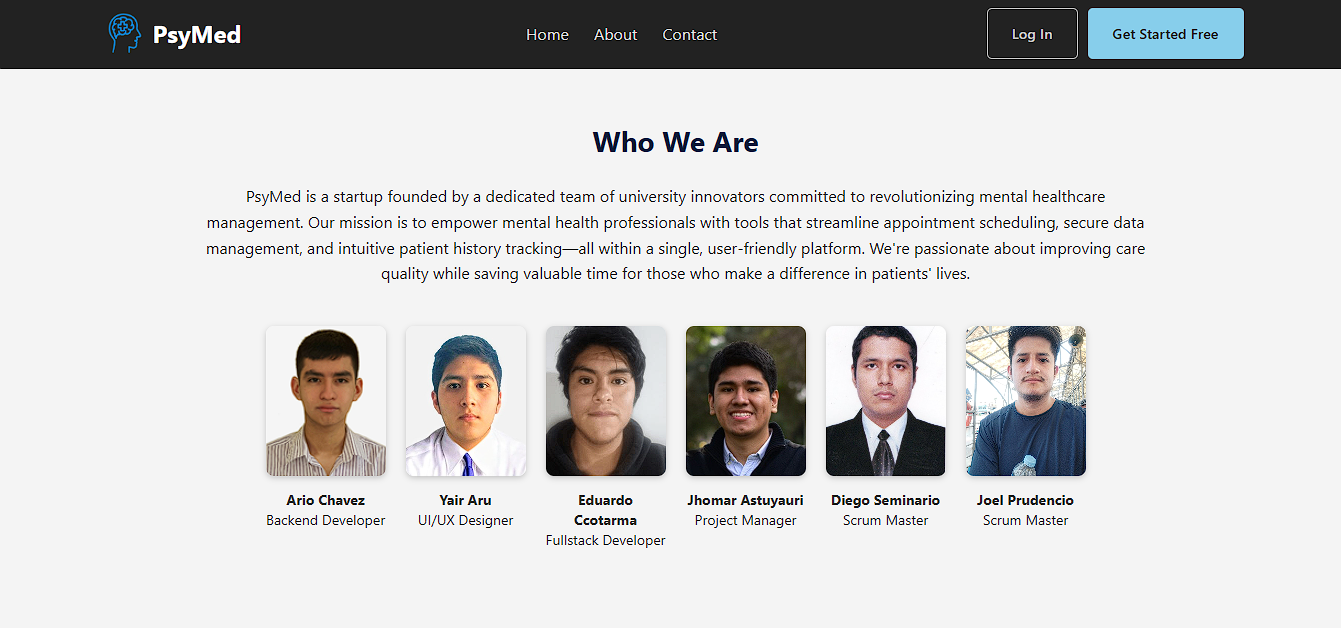 PsyMed
Home About Contact
Log In
Get Started Free
Who We Are
PsyMed is a startup founded by a dedicated team of university innovators committed to revolutionizing mental healthcare
management. Our mission is to empower mental health professionals with tools that streamline appointment scheduling, secure data
management, and intuitive patient history tracking—all within a single, user-friendly platform. We're passionate about improving care
quality while saving valuable time for those who make a difference in patients' lives.
Ario Chavez
Backend Developer
Yair Aru
UI/UX Designer
Eduardo
Ccotarma
Fullstack Developer
Jhomar Astuyauri
Project Manager
Diego Seminario
Scrum Master
Joel Prudencio
Scrum Master